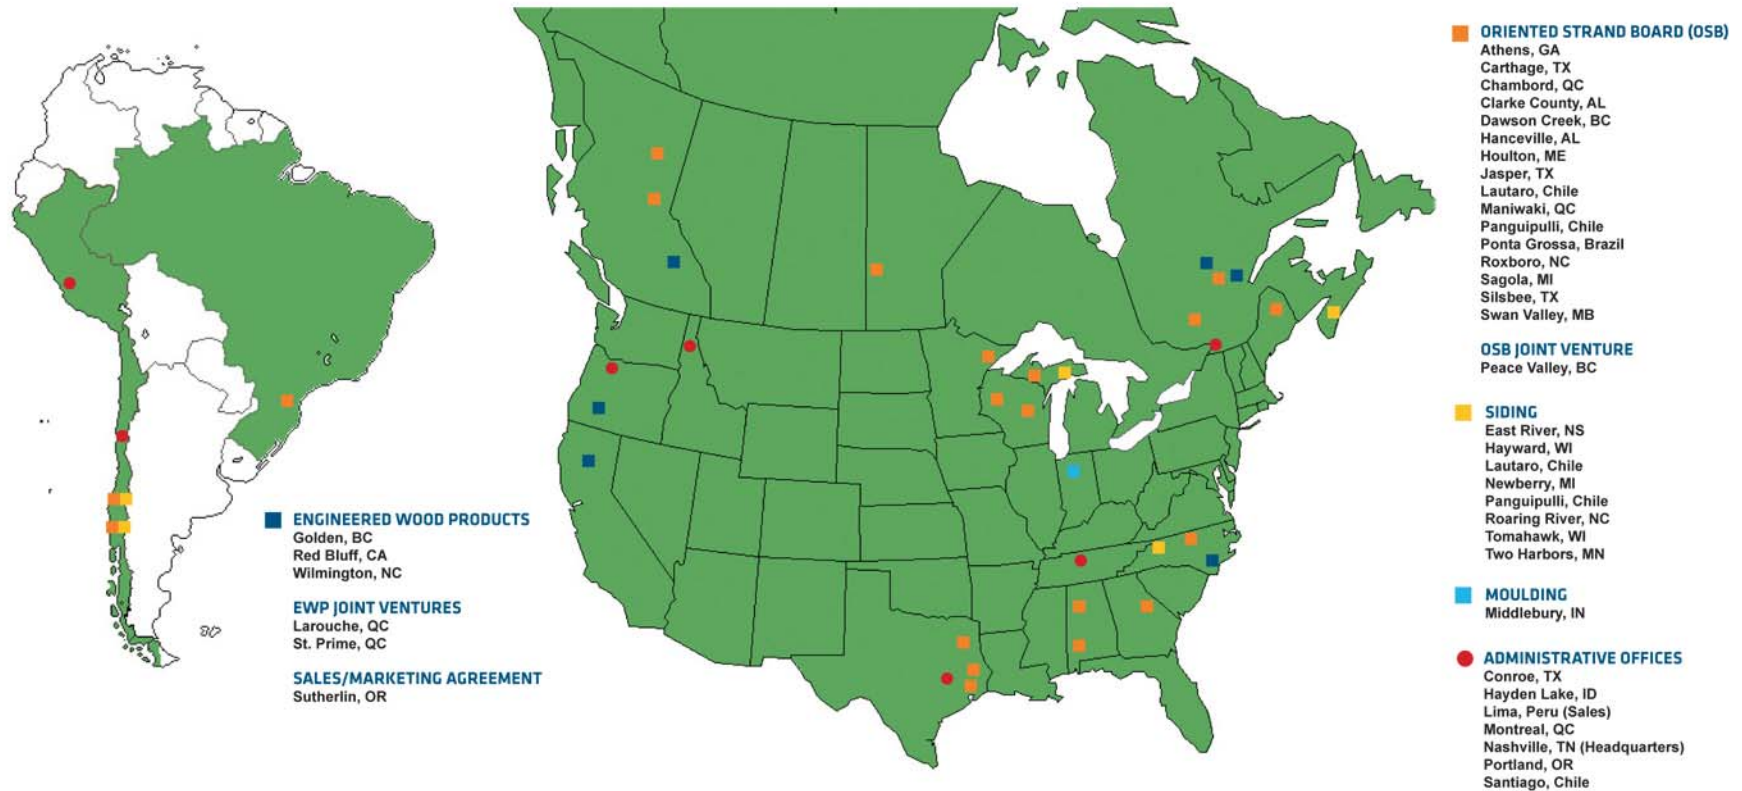 ENGINEERED WOOD PRODUCTS
Golden, BC
Red Bluff, CA
Wilmington, NC
EWP JOINT VENTURES
Larouche, QC
St. Prime, QC
SALES/MARKETING AGREEMENT
Sutherlin, OR
ORIENTED STRAND BOARD (OSB)
Athens, GA
Carthage, TX
Chambord, QC
Clarke County, AL
Dawson Creek, BC
Hanceville, AL
Houlton, ME
Jasper, TX
Lautaro, Chile
Maniwaki, QC
Panguipulli, Chile
Ponta Grossa, Brazil
Roxboro, NC
Sagola, MI
Silsbee, TX
Swan Valley, MB
OSB JOINT VENTURE
Peace Valley, BC
SIDING
East River, NS
Hayward, WI
Lautaro, Chile
Newberry, MI
Panguipulli, Chile
Roaring River, NC
Tomahawk, WI
Two Harbors, MN
MOULDING
Middlebury, IN
ADMINISTRATIVE OFFICES
Conroe, TX
Hayden Lake, ID
Lima, Peru (Sales)
Montreal, QC
Nashville, TN (Headquarters)
Portland, OR
Santiago, Chile